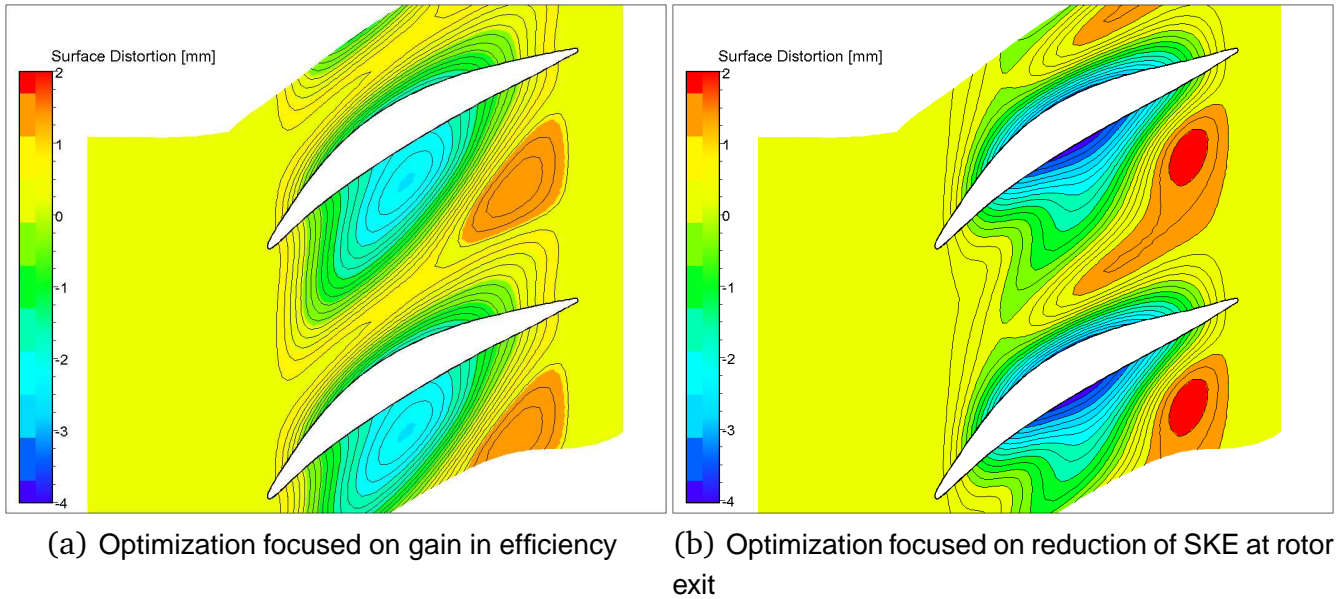 Surface Distortion [mm]
2
1
0
-1
-2
-3
-4
Surface Distortion [mm]
2
1
0
-1
-2
-3
-4
(a) Optimization focused on gain in efficiency
(b) Optimization focused on reduction of SKE at rotor
exit